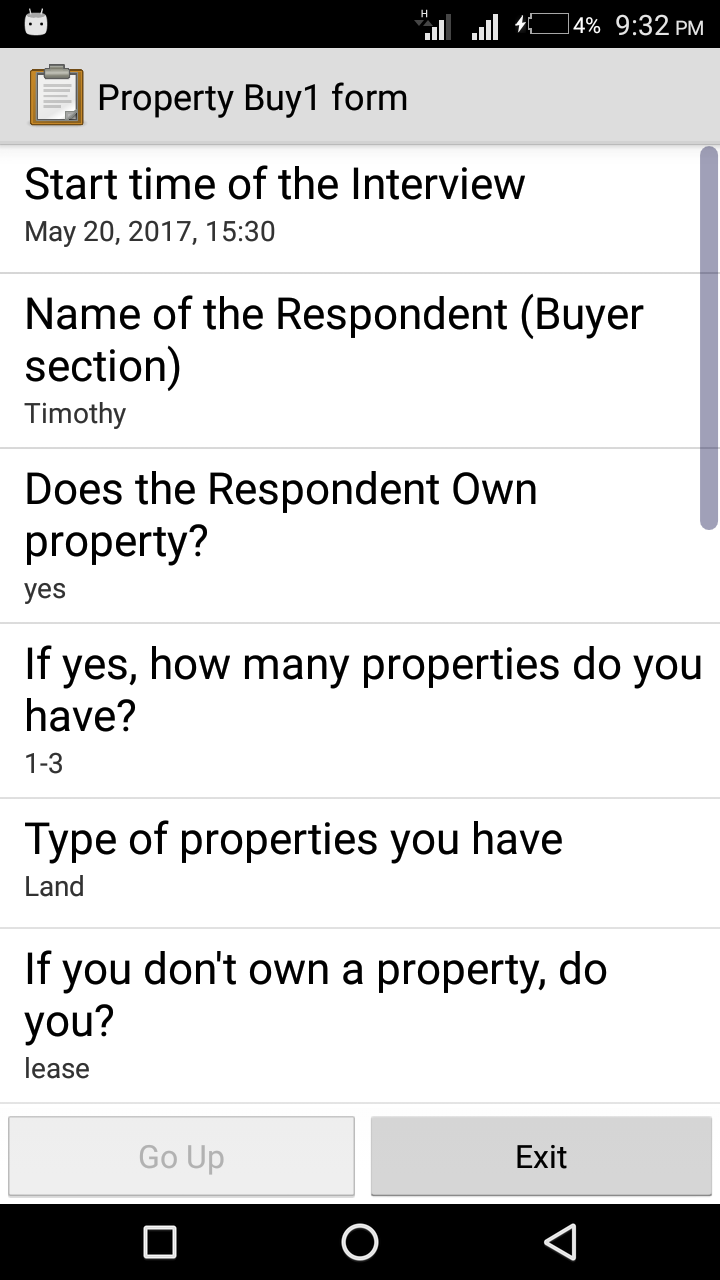 H
4% 9:32 PM
Property Buy1 form
Start time of the Interview
May 20, 2017, 15:30
Name of the Respondent (Buyer
section)
Timothy
Does the Respondent Own
property?
yes
If yes, how many properties do you
have?
1-3
Type of properties you have
Land
If you don't own a property, do
you?
lease
Go Up Exit